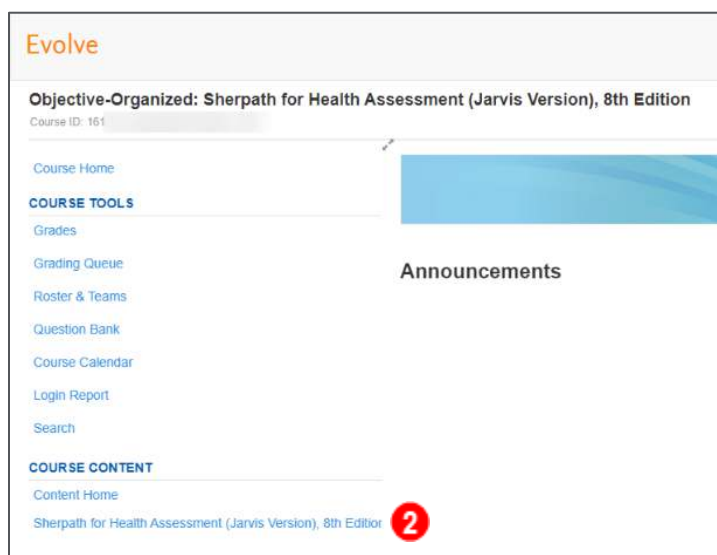 Evolve
Objective-Organized: Sherpath for Health Assessment (Jarvis Version), 8th Edition
Course ID: 161
Course Home
COURSE TOOLS
Grades
Grading Queue
Announcements
Roster & Teams
Question Bank
Course Calendar
Login Report
Search
COURSE CONTENT
Content Home
Sherpath for Health Assessment (Jarvis Version), 8th Edition 2